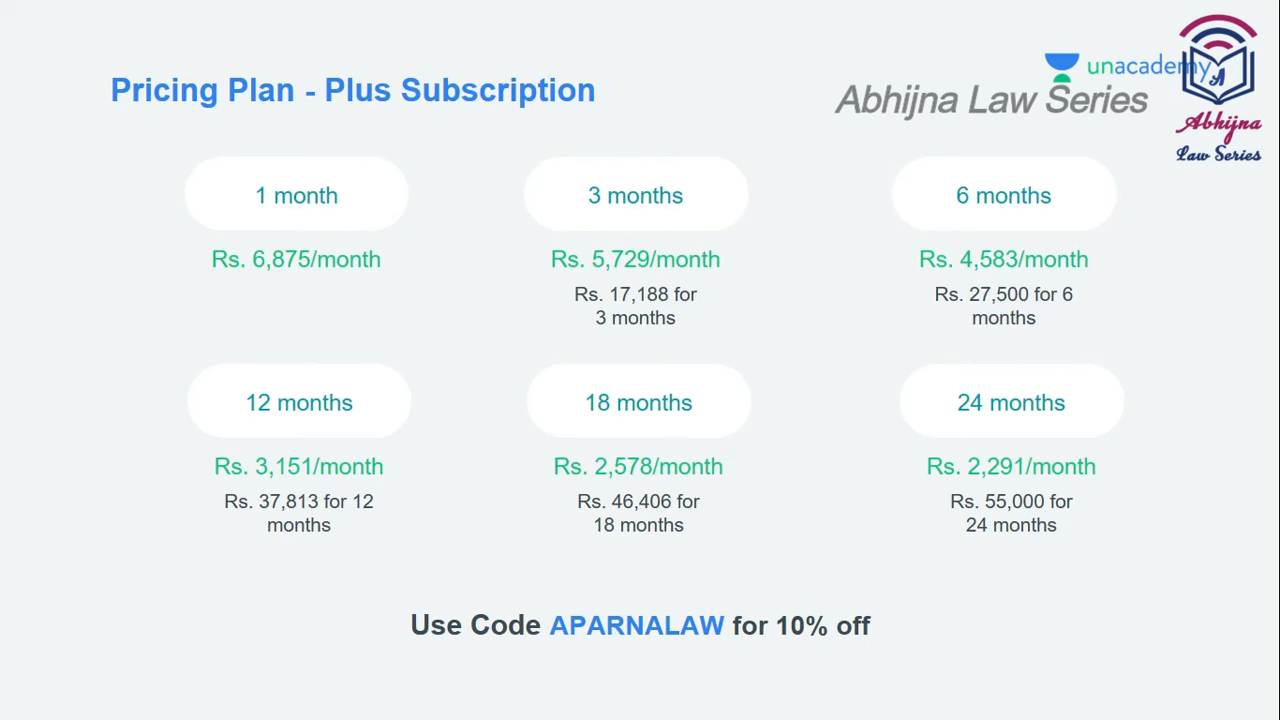 Pricing Plan - Plus Subscription
unacademy
Abhijna Law Series
A
Abhijna
Law Series
1 month
Rs. 6,875/month
3 months
Rs. 5,729/month
Rs. 17,188 for
3 months
6 months
Rs. 4,583/month
Rs. 27,500 for 6
months
12 months
Rs. 3,151/month
Rs. 37,813 for 12
months
18 months
Rs. 2,578/month
Rs. 46,406 for
18 months
24 months
Rs. 2,291/month
Rs. 55,000 for
24 months
Use Code APARNALAW for 10% off